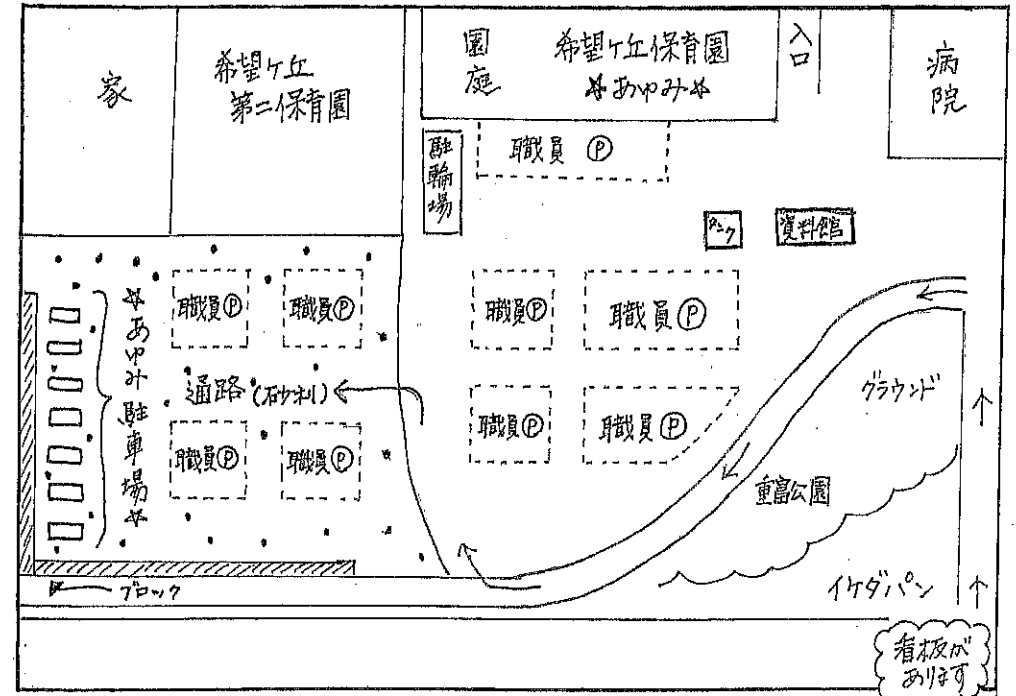 家
希望ケ丘
第二保育園
園庭
希望ケ丘保育園
☆あゆみ☆
入口
病院
駐輪場
職員 Ⓟ
タンク
資料館
職員Ⓟ
職員Ⓟ
職員Ⓟ
職員Ⓟ
☆あゆみ駐車場☆
通路(砂利)
グラウンド
職員Ⓟ
職員Ⓟ
職員Ⓟ
職員Ⓟ
重富公園
ブロック
イケダパン
看板が
あります